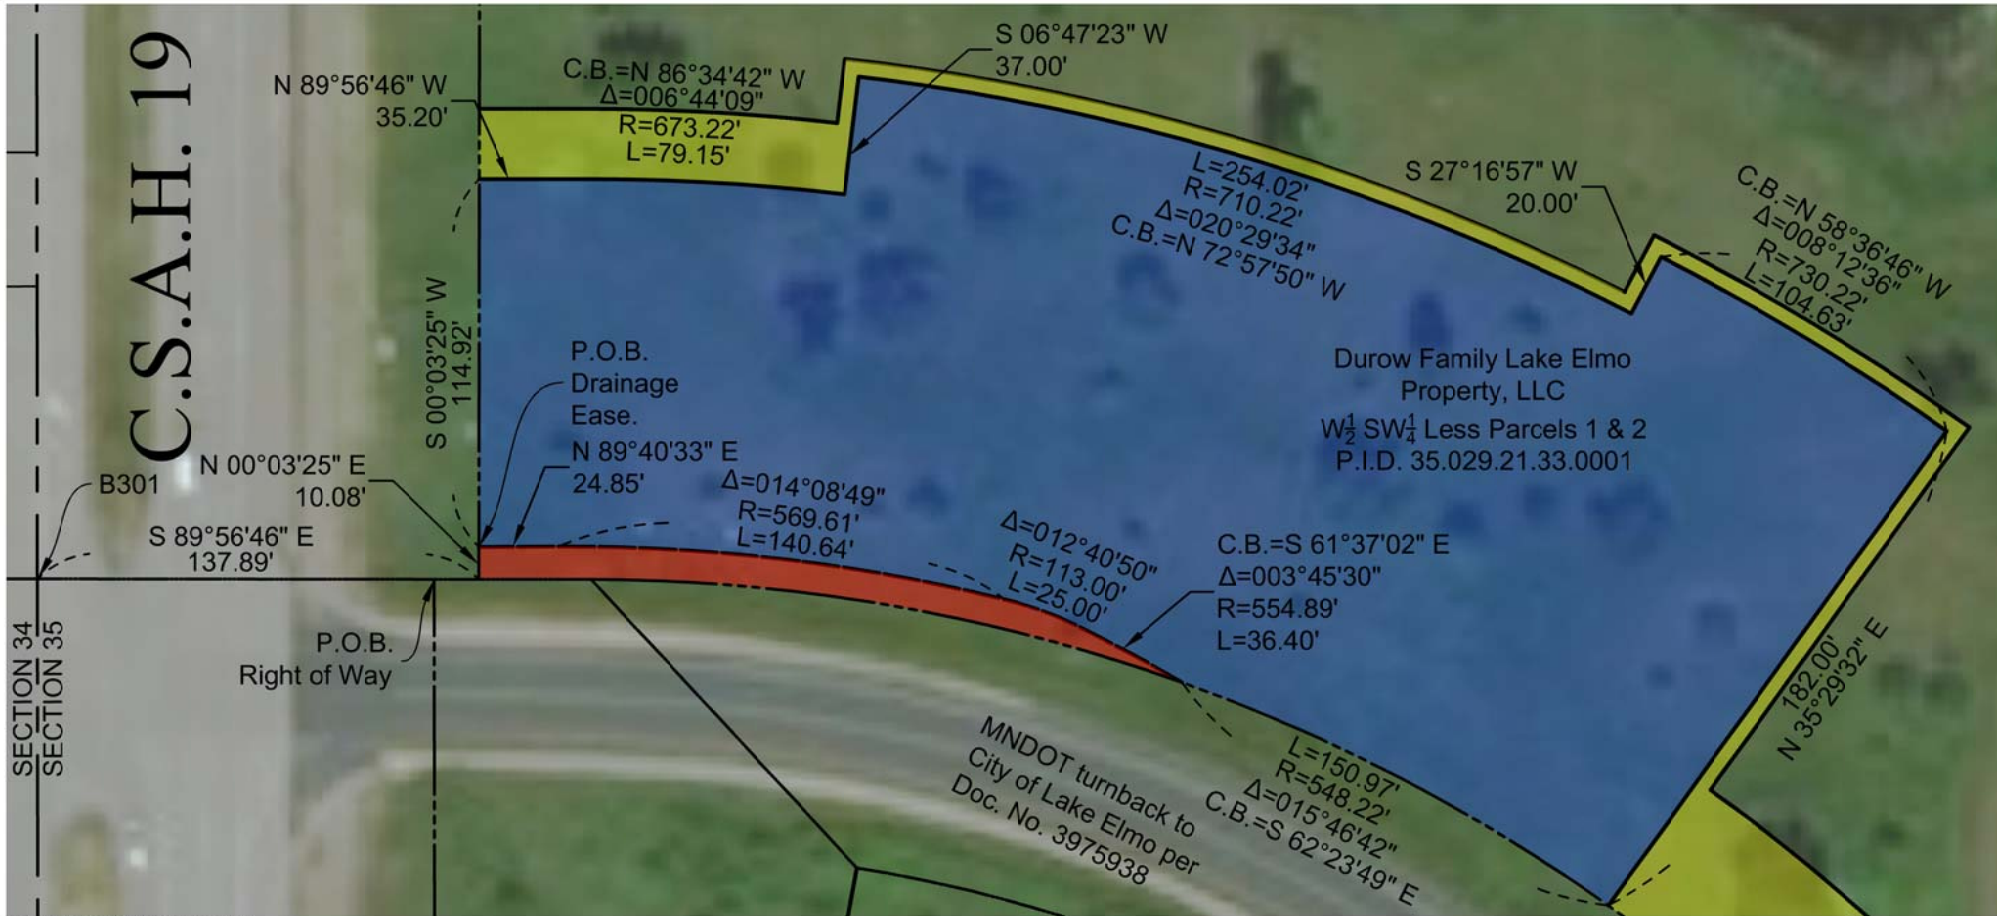 C.S.A.H. 19
N 89°56'46" W
35.20'
C.B.=N 86°34'42" W
Δ=006°44'09"
R=673.22'
L=79.15'
S 06°47'23" W
37.00'
L=254.02'
R=710.22'
Δ=020°29'34"
C.B.=N 72°57'50" W
S 27°16'57" W
20.00'
C.B.=N 58°36'46" W
Δ=008°12'36"
R=730.22'
L=104.63'
S 00°03'25" W
114.92'
P.O.B.
Drainage
Ease.
N 89°40'33" E
24.85'
Durow Family Lake Elmo
Property, LLC
W½ SW¼ Less Parcels 1 & 2
P.I.D. 35.029.21.33.0001
N 00°03'25" E
10.08'
B301
S 89°56'46" E
137.89'
Δ=014°08'49"
R=569.61'
L=140.64'
Δ=012°40'50"
R=113.00'
L=25.00'
C.B.=S 61°37'02" E
Δ=003°45'30"
R=554.89'
L=36.40'
182.00'
N 35°29'32" E
SECTION 34
SECTION 35
P.O.B.
Right of Way
MNDOT turnback to
City of Lake Elmo per
Doc. No. 3975938
L=150.97'
R=548.22'
Δ=015°46'42"
C.B.=S 62°23'49" E